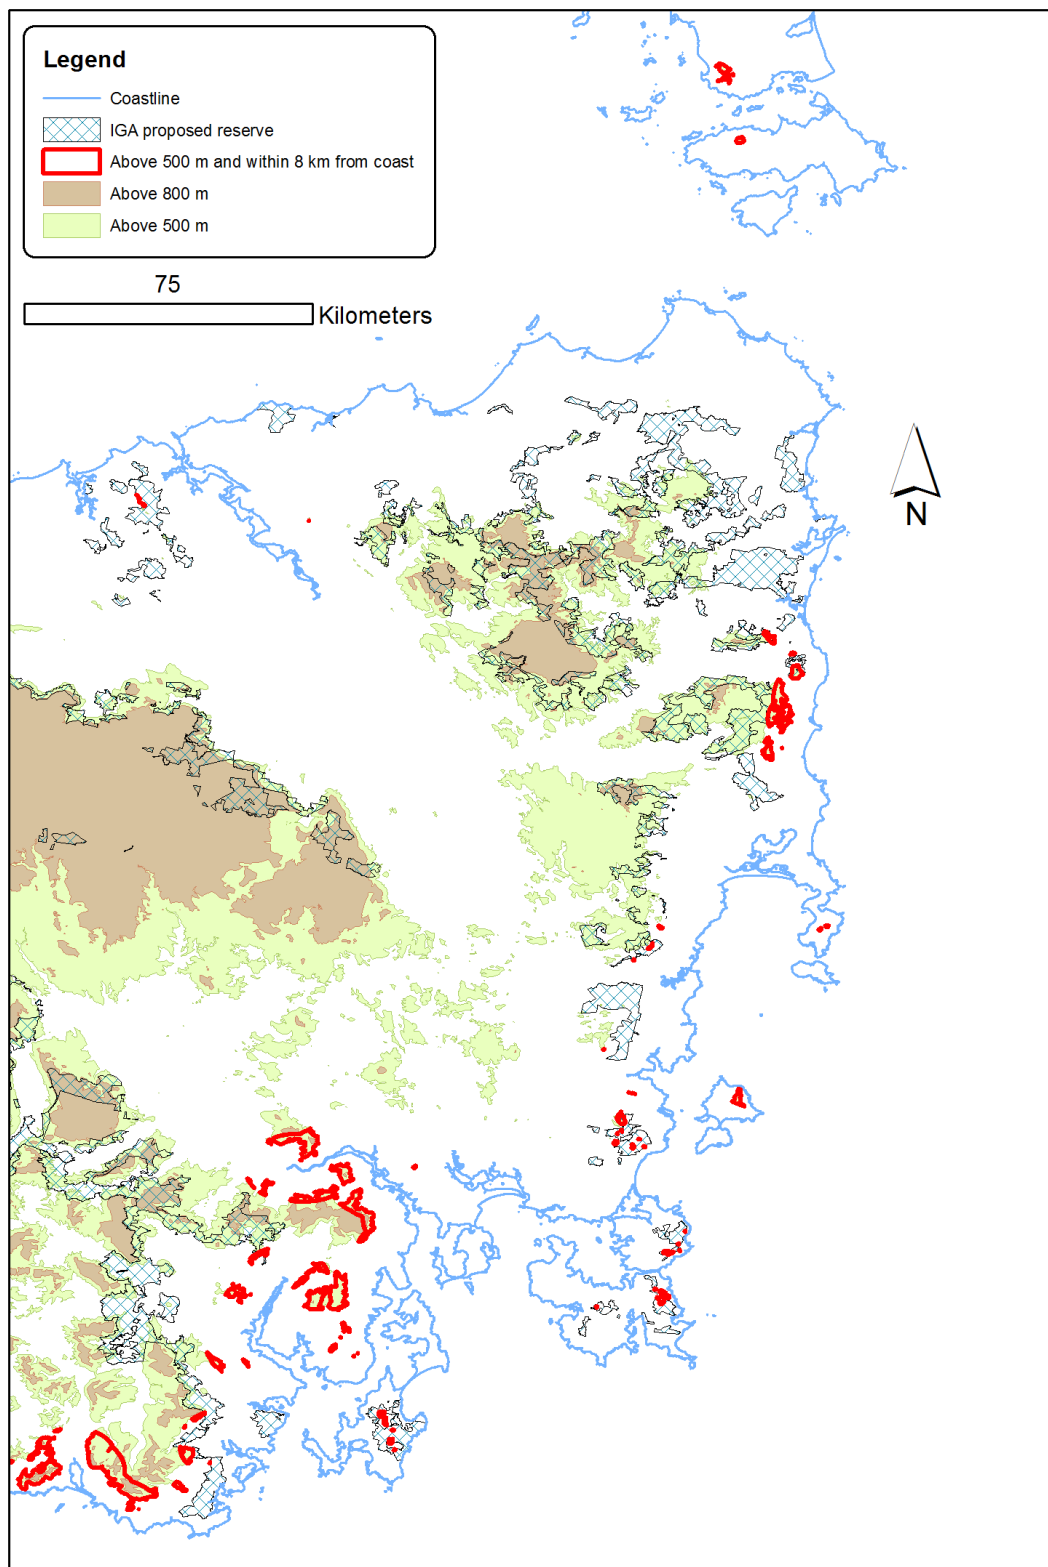 Legend
Coastline
IGA proposed reserve
Above 500 m and within 8 km from coast
Above 800 m
Above 500 m
75
Kilometers
N